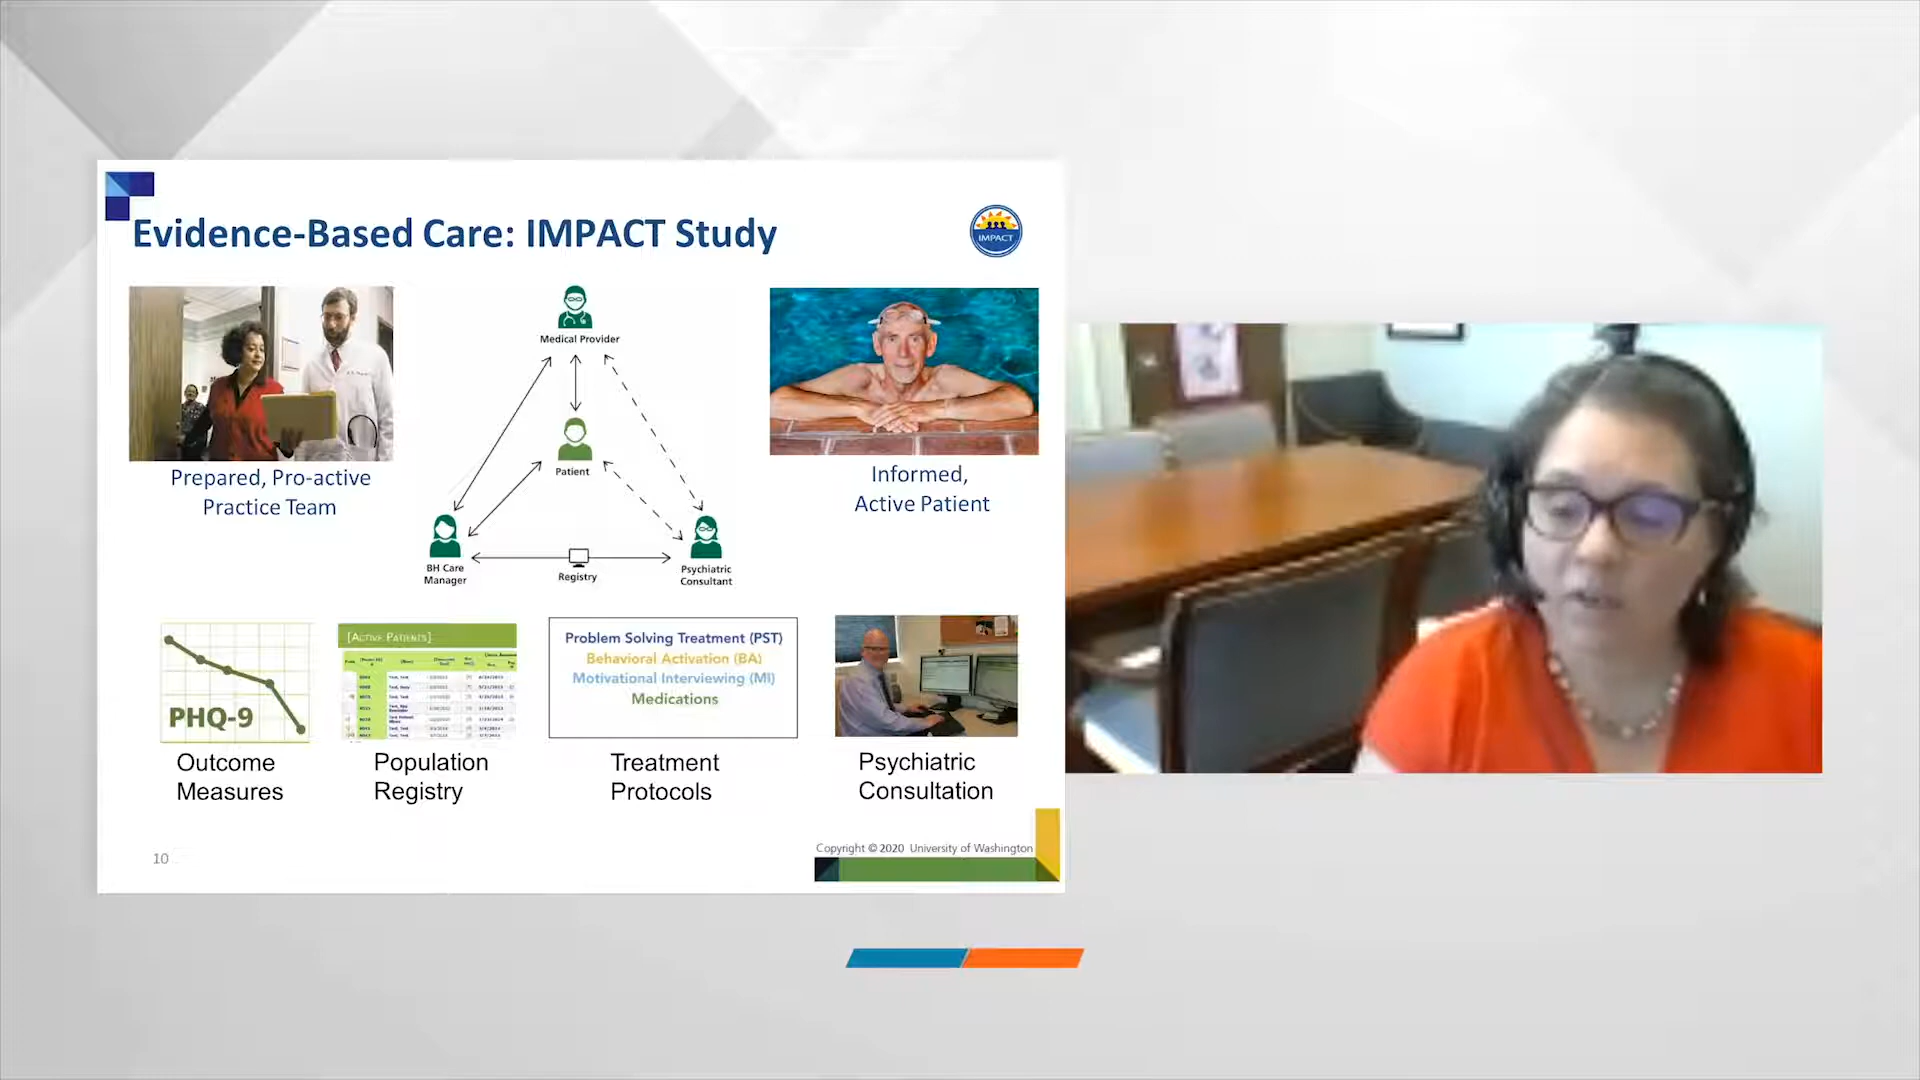 Evidence-Based Care: IMPACT Study
IMPACT
Medical Provider
Patient
BH Care
Manager
Registry
Psychiatric
Consultant
Prepared, Pro-active
Practice Team
Informed,
Active Patient
PHQ-9
[Active Patients]
Problem Solving Treatment (PST)
Behavioral Activation (BA)
Motivational Interviewing (MI)
Medications
Outcome
Measures
Population
Registry
Treatment
Protocols
Psychiatric
Consultation
10
Copyright © 2020 University of Washington